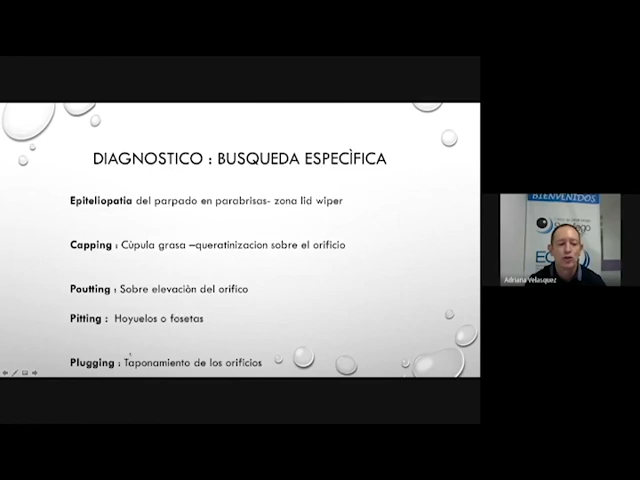 DIAGNOSTICO : BUSQUEDA ESPECÌFICA
Epiteliopatia del parpado en parabrisas- zona lid wiper
Capping : Cùpula grasa –queratinizacion sobre el orificio
Poutting : Sobre elevaciòn del orifico
Pitting : Hoyuelos o fosetas
Plugging : Taponamiento de los orificios
BIENVENIDOS
Adriana Velasquez